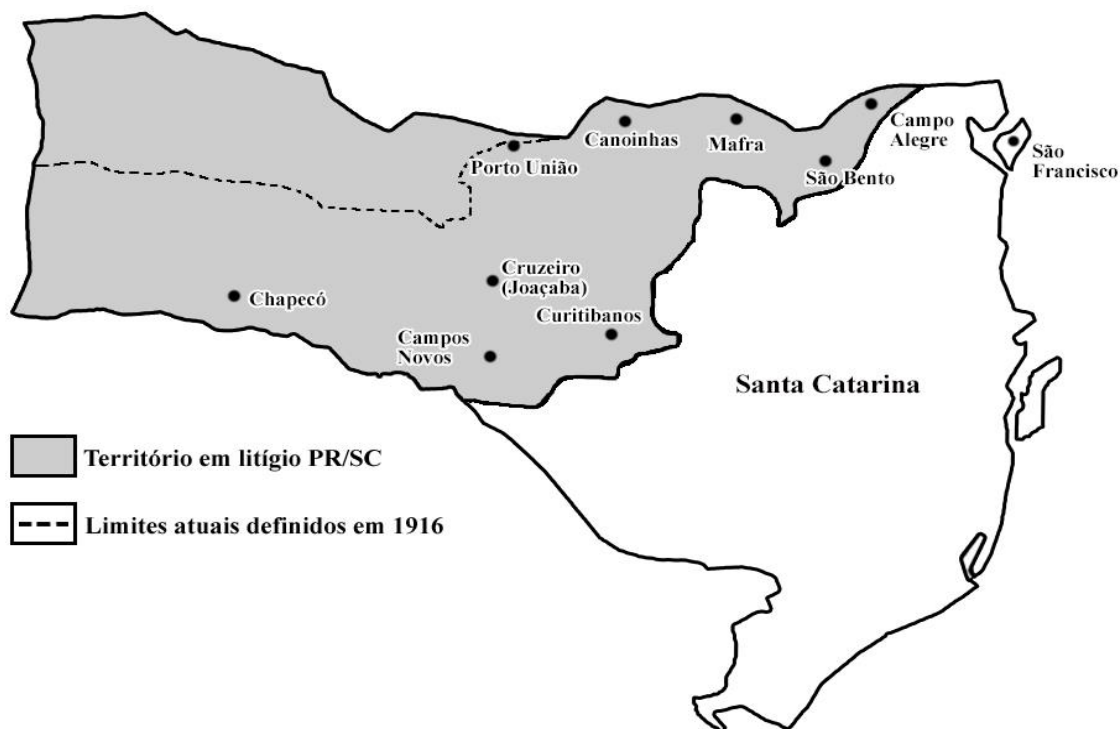 Canoinhas
Mafra
Campo
Alegre
São
Francisco
Porto União
São Bento
Cruzeiro
(Joaçaba)
Chapecó
Curitibanos
Campos
Novos
Santa Catarina
Território em litígio PR/SC
Limites atuais definidos em 1916